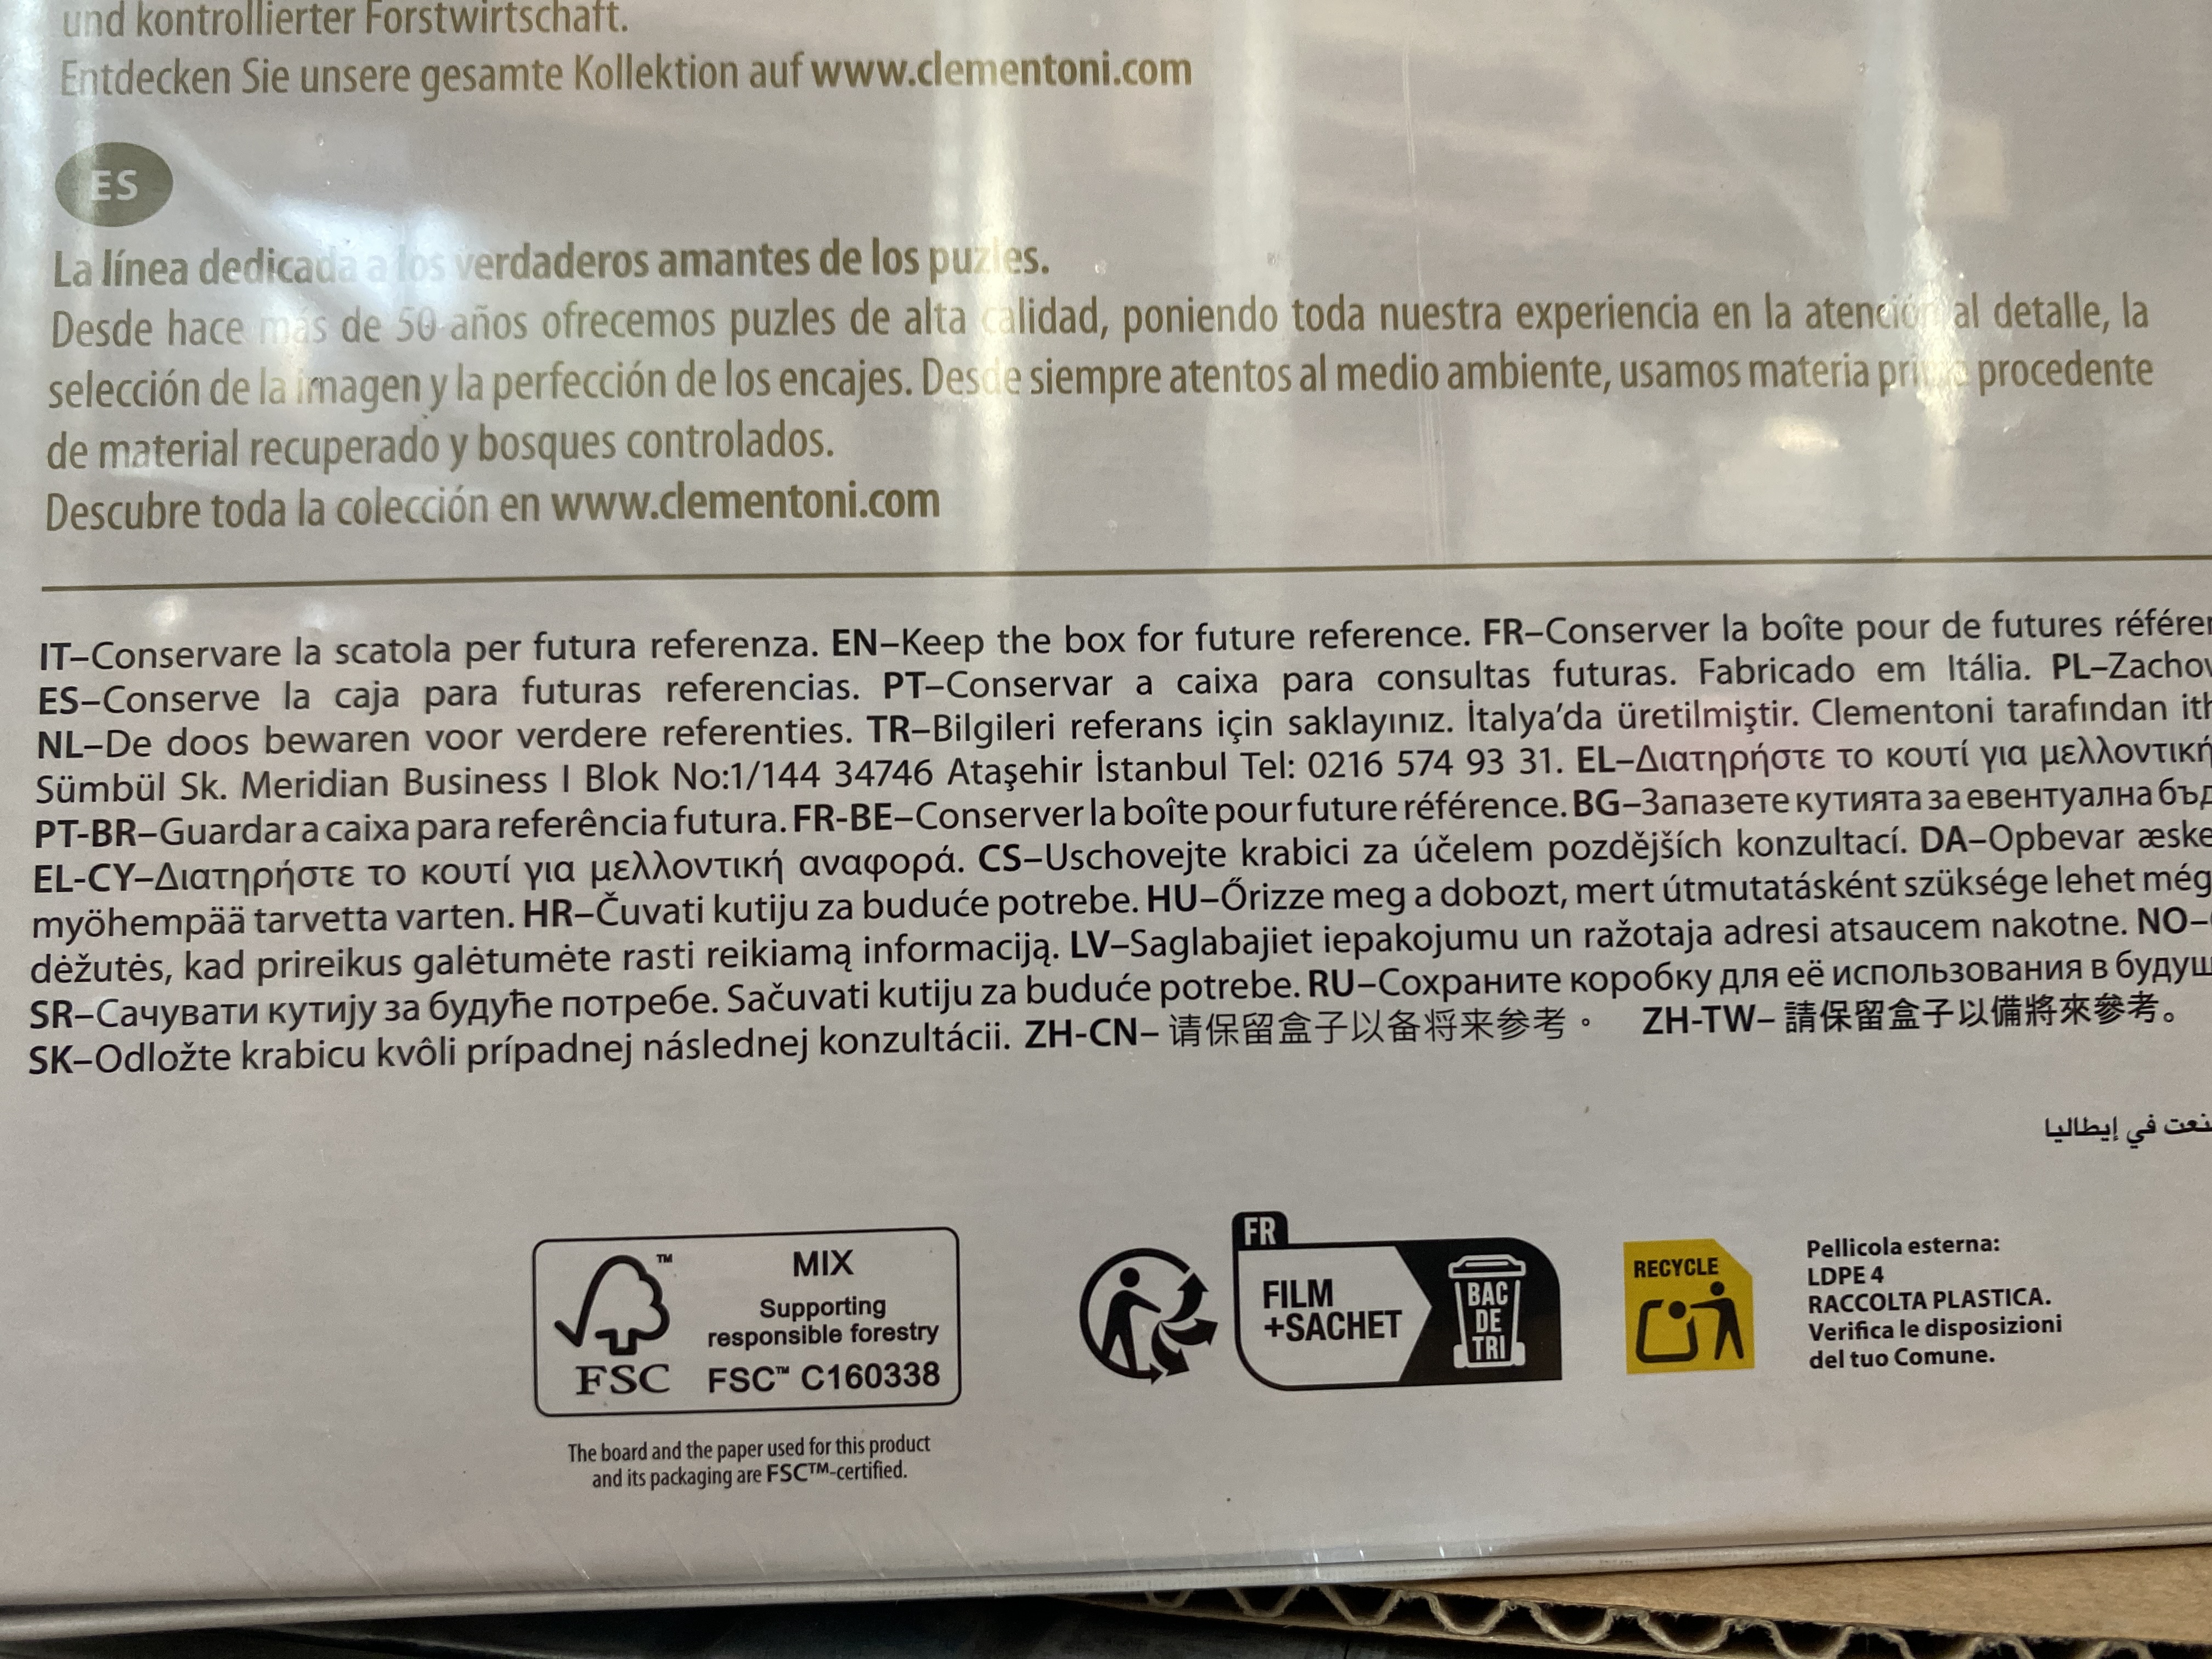 und kontrollierter Forstwirtschaft.
Entdecken Sie unsere gesamte Kollektion auf www.clementoni.com
ES
La línea dedicada a los verdaderos amantes de los puzles.
Desde hace más de 50 años ofrecemos puzles de alta calidad, poniendo toda nuestra experiencia en la atención al detalle, la
selección de la imagen y la perfección de los encajes. Desde siempre atentos al medio ambiente, usamos materia prima procedente
de material recuperado y bosques controlados.
Descubre toda la colección en www.clementoni.com
IT–Conservare la scatola per futura referenza. EN–Keep the box for future reference. FR–Conserver la boîte pour de futures référen
ES–Conserve la caja para futuras referencias. PT–Conservar a caixa para consultas futuras. Fabricado em Itália. PL–Zachow
NL–De doos bewaren voor verdere referenties. TR–Bilgileri referans için saklayınız. İtalya’da üretilmiştir. Clementoni tarafından ith
Sümbül Sk. Meridian Business I Blok No:1/144 34746 Ataşehir İstanbul Tel: 0216 574 93 31. EL–Διατηρήστε το κουτί για μελλοντική
PT-BR–Guardar a caixa para referência futura. FR-BE–Conserver la boîte pour future référence. BG–Запазете кутията за евентуална бъд
EL-CY–Διατηρήστε το κουτί για μελλοντική αναφορά. CS–Uschovejte krabici za účelem pozdějších konzultací. DA–Opbevar æske
myöhempää tarvetta varten. HR–Čuvati kutiju za buduće potrebe. HU–Őrizze meg a dobozt, mert útmutatásként szüksége lehet még
dėžutės, kad prireikus galėtumėte rasti reikiamą informaciją. LV–Saglabajiet iepakojumu un ražotaja adresi atsaucem nakotne. NO–
SR–Сачувати кутију за будуће потребе. Sačuvati kutiju za buduće potrebe. RU–Сохраните коробку для её использования в будущ
SK–Odložte krabicu kvôli prípadnej následnej konzultácii. ZH-CN– 请保留盒子以备将来参考。 ZH-TW– 請保留盒子以備將來參考。
نعت في إيطاليا
FR
FILM
+SACHET
BAC
DE
TRI
RECYCLE
Pellicola esterna:
LDPE 4
RACCOLTA PLASTICA.
Verifica le disposizioni
del tuo Comune.
™
MIX
Supporting
responsible forestry
FSC
FSC™ C160338
The board and the paper used for this product
and its packaging are FSC™-certified.